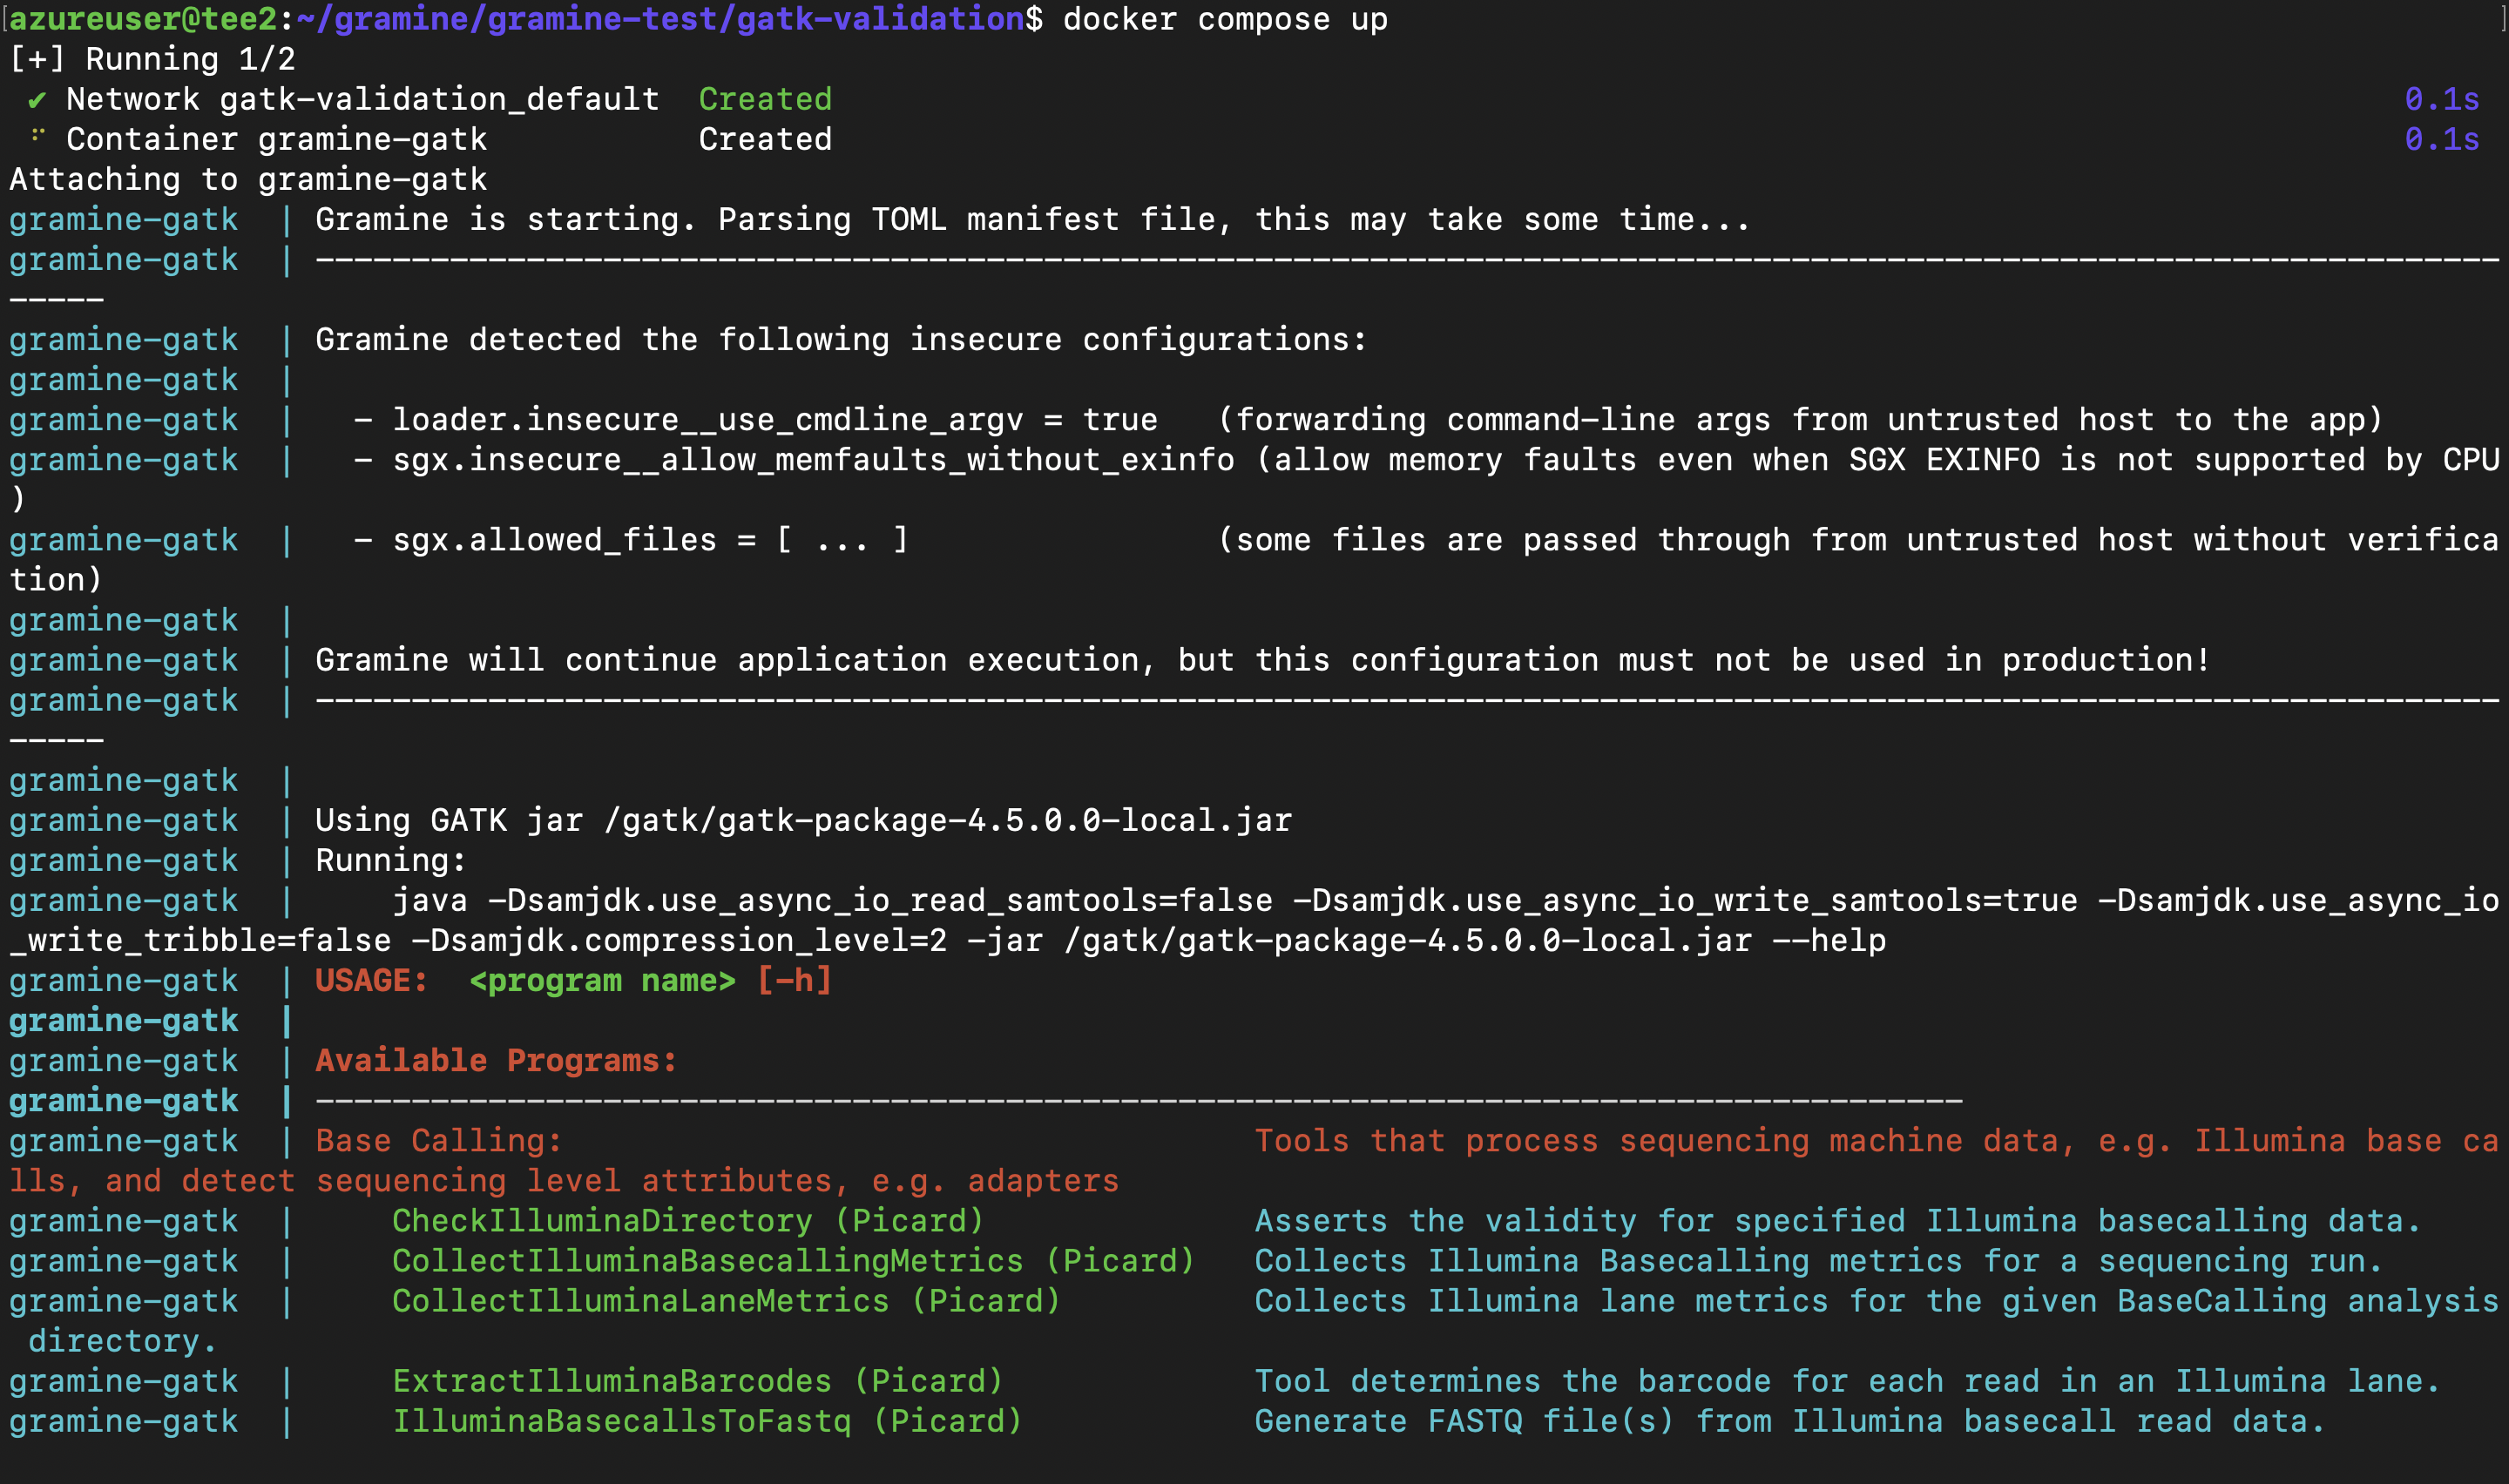 [azureuser@tee2:~/gramine/gramine-test/gatk-validation$ docker compose up ]
[+] Running 1/2
✔ Network gatk-validation_default  Created 0.1s
⠋ Container gramine-gatk           Created 0.1s
Attaching to gramine-gatk
gramine-gatk  | Gramine is starting. Parsing TOML manifest file, this may take some time...
gramine-gatk  | ------------------------------------------------------------------------------------------------------------------
-----
gramine-gatk  | Gramine detected the following insecure configurations:
gramine-gatk  |
gramine-gatk  |   - loader.insecure__use_cmdline_argv = true   (forwarding command-line args from untrusted host to the app)
gramine-gatk  |   - sgx.insecure__allow_memfaults_without_exinfo (allow memory faults even when SGX EXINFO is not supported by CPU
)
gramine-gatk  |   - sgx.allowed_files = [ ... ]                (some files are passed through from untrusted host without verifica
tion)
gramine-gatk  |
gramine-gatk  | Gramine will continue application execution, but this configuration must not be used in production!
gramine-gatk  | ------------------------------------------------------------------------------------------------------------------
-----
gramine-gatk  |
gramine-gatk  | Using GATK jar /gatk/gatk-package-4.5.0.0-local.jar
gramine-gatk  | Running:
gramine-gatk  |     java -Dsamjdk.use_async_io_read_samtools=false -Dsamjdk.use_async_io_write_samtools=true -Dsamjdk.use_async_io
_write_tribble=false -Dsamjdk.compression_level=2 -jar /gatk/gatk-package-4.5.0.0-local.jar --help
gramine-gatk  | USAGE:  <program name> [-h]
gramine-gatk  |
gramine-gatk  | Available Programs:
gramine-gatk  | --------------------------------------------------------------------------------------
gramine-gatk  | Base Calling:                                    Tools that process sequencing machine data, e.g. Illumina base ca
lls, and detect sequencing level attributes, e.g. adapters
gramine-gatk  |     CheckIlluminaDirectory (Picard)              Asserts the validity for specified Illumina basecalling data.
gramine-gatk  |     CollectIlluminaBasecallingMetrics (Picard)   Collects Illumina Basecalling metrics for a sequencing run.
gramine-gatk  |     CollectIlluminaLaneMetrics (Picard)          Collects Illumina lane metrics for the given BaseCalling analysis
 directory.
gramine-gatk  |     ExtractIlluminaBarcodes (Picard)             Tool determines the barcode for each read in an Illumina lane.
gramine-gatk  |     IlluminaBasecallsToFastq (Picard)            Generate FASTQ file(s) from Illumina basecall read data.